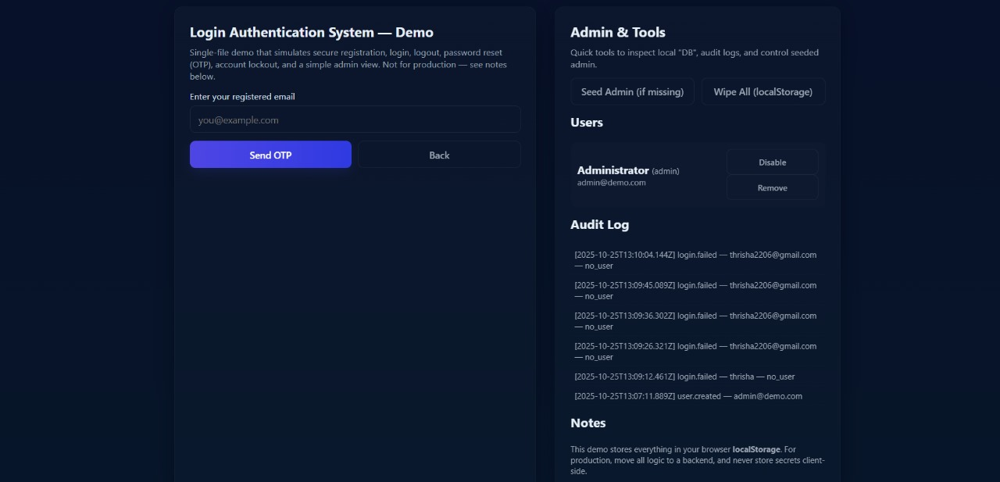 Login Authentication System — Demo
Single-file demo that simulates secure registration, login, logout, password reset
(OTP), account lockout, and a simple admin view. Not for production — see notes
below.
Enter your registered email
you@example.com
Send OTP
Back
Admin & Tools
Quick tools to inspect local "DB", audit logs, and control seeded
admin.
Seed Admin (if missing)
Wipe All (localStorage)
Users
Administrator (admin)
admin@demo.com
Disable
Remove
Audit Log
[2025-10-25T13:10:04.144Z] login.failed — thrisha2206@gmail.com
— no_user
[2025-10-25T13:09:45.089Z] login.failed — thrisha2206@gmail.com
— no_user
[2025-10-25T13:09:36.302Z] login.failed — thrisha2206@gmail.com
— no_user
[2025-10-25T13:09:26.321Z] login.failed — thrisha2206@gmail.com
— no_user
[2025-10-25T13:09:12.461Z] login.failed — thrisha — no_user
[2025-10-25T13:07:11.889Z] user.created — admin@demo.com
Notes
This demo stores everything in your browser localStorage. For
production, move all logic to a backend, and never store secrets client-
side.